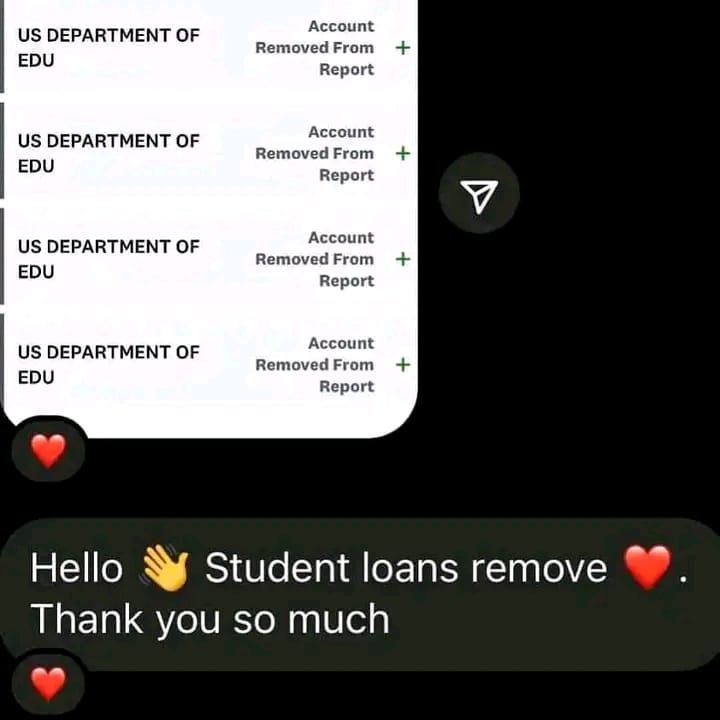 US DEPARTMENT OF
EDU
Account
Removed From
Report
+
US DEPARTMENT OF
EDU
Account
Removed From
Report
+
US DEPARTMENT OF
EDU
Account
Removed From
Report
+
US DEPARTMENT OF
EDU
Account
Removed From
Report
+
Hello 👋 Student loans remove ❤️.
Thank you so much